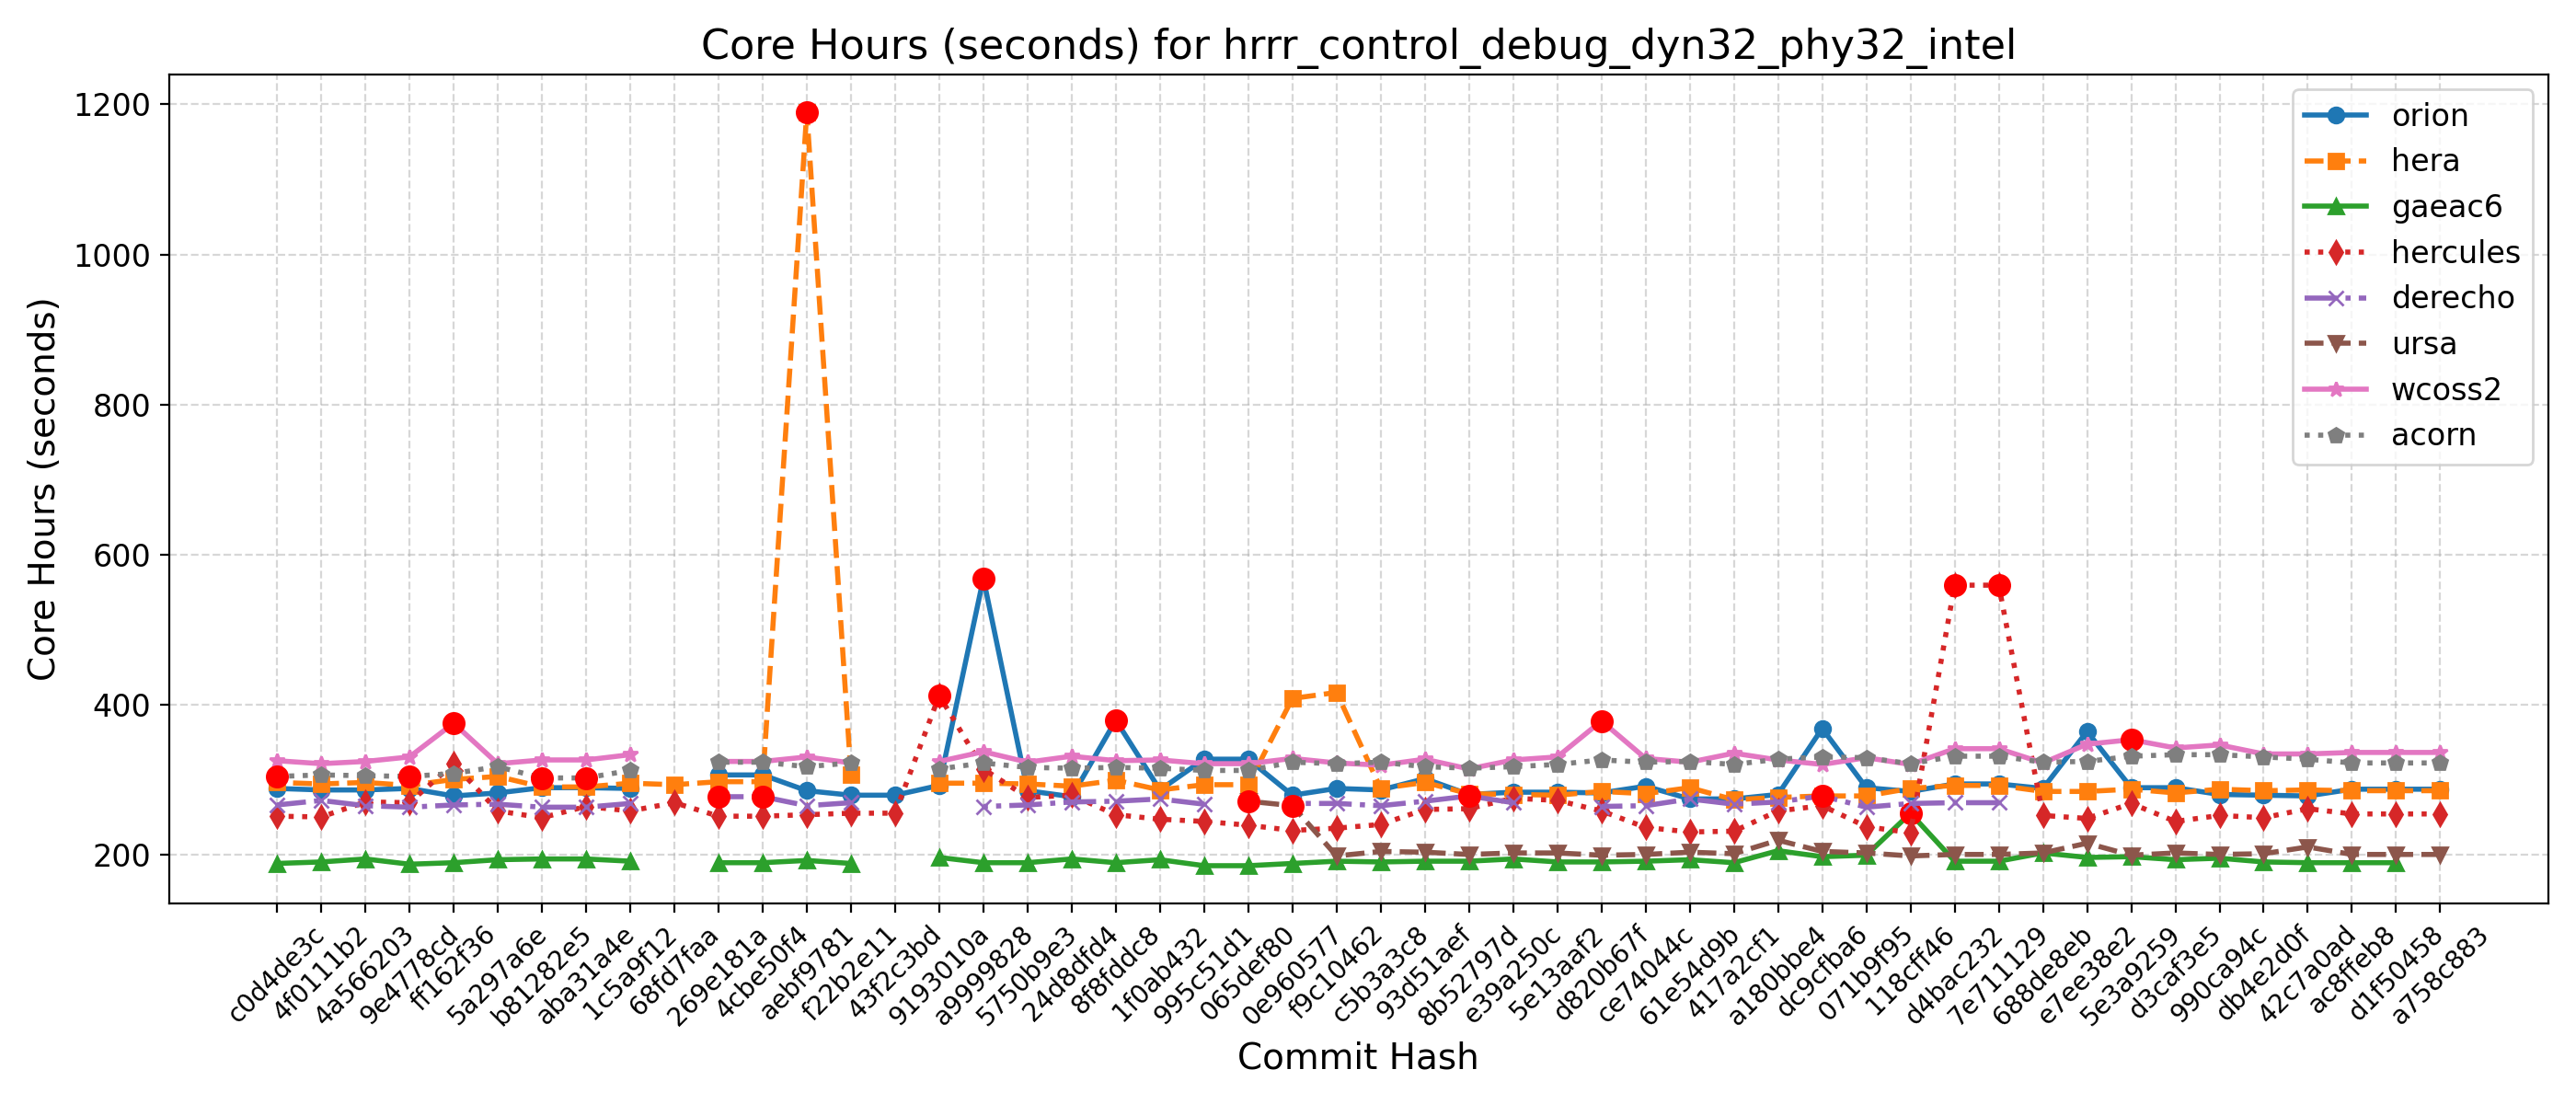 Core Hours (seconds) for hrrr_control_debug_dyn32_phy32_intel
Core Hours (seconds)
1200
1000
800
600
400
200
orion
hera
gaeac6
hercules
derecho
ursa
wcoss2
acorn
c0d4de3c
4f0111b2
4a566203
9e4778cd
ff162f36
5a297a6e
b81282e5
aba31a4e
1c5a9f12
68fd7faa
269e181a
4cbe50f4
aebf9781
f22b2e11
43f2c3bd
9193010a
a9999828
5750b9e3
24d8dfd4
8f8fddc8
1f0ab432
995c51d1
065def80
0e960577
f9c10462
c5b3a3c8
93d51aef
8b52797d
e39a250c
5e13aaf2
d820b67f
ce74044c
61e54d9b
417a2cf1
a180bbe4
dc9cfba6
071b9f95
118cff46
d4bac232
7e711129
688de8eb
e7ee38e2
5e3a9259
d3caf3e5
990ca94c
db4e2d0f
42c7a0ad
ac8ffeb8
d1f50458
a758c883
Commit Hash